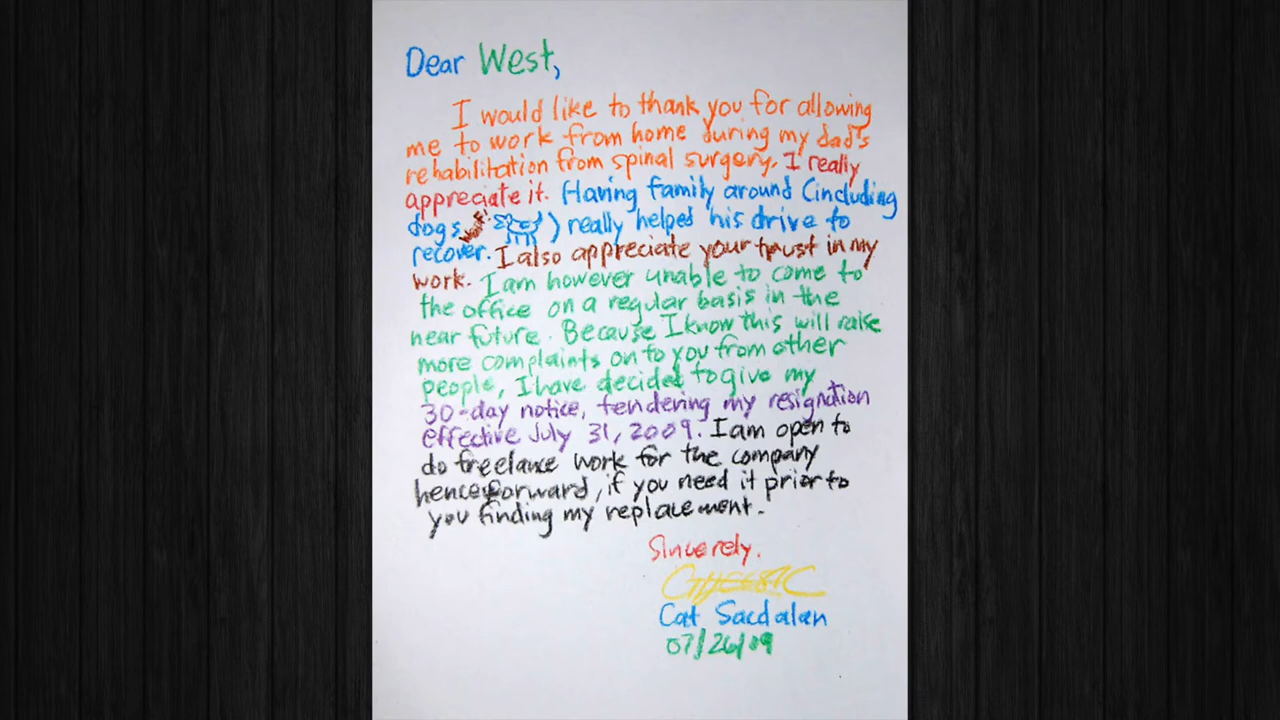 Dear West,
I would like to thank you for allowing
me to work from home during my dad's
rehabilitation from spinal surgery. I really
appreciate it. Having family around (including
dogs woof! ) really helped his drive to
recover. I also appreciate your trust in my
work. I am however unable to come to
the office on a regular basis in the
near future. Because I know this will raise
more complaints on to you from other
people, I have decided to give my
30-day notice, tendering my resignation
effective July 31, 2009. I am open to
do freelance work for the company
henceforward, if you need it prior to
you finding my replacement.
Sincerely.
Cat Sacdalan
07/26/09